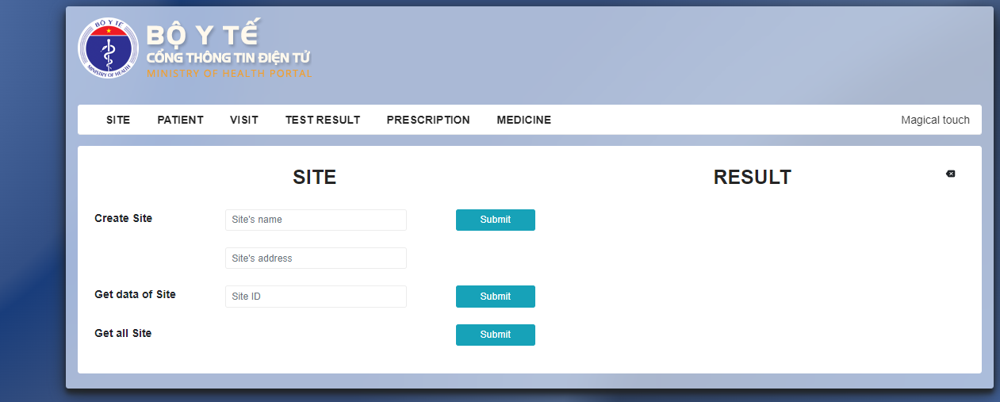 BỘ Y TẾ
MINISTRY OF HEALTH
BỘ Y TẾ
CỔNG THÔNG TIN ĐIỆN TỬ
MINISTRY OF HEALTH PORTAL
SITE PATIENT VISIT TEST RESULT PRESCRIPTION MEDICINE Magical touch
SITE
Create Site Site's name Submit
Site's address
Get data of Site Site ID Submit
Get all Site Submit
RESULT